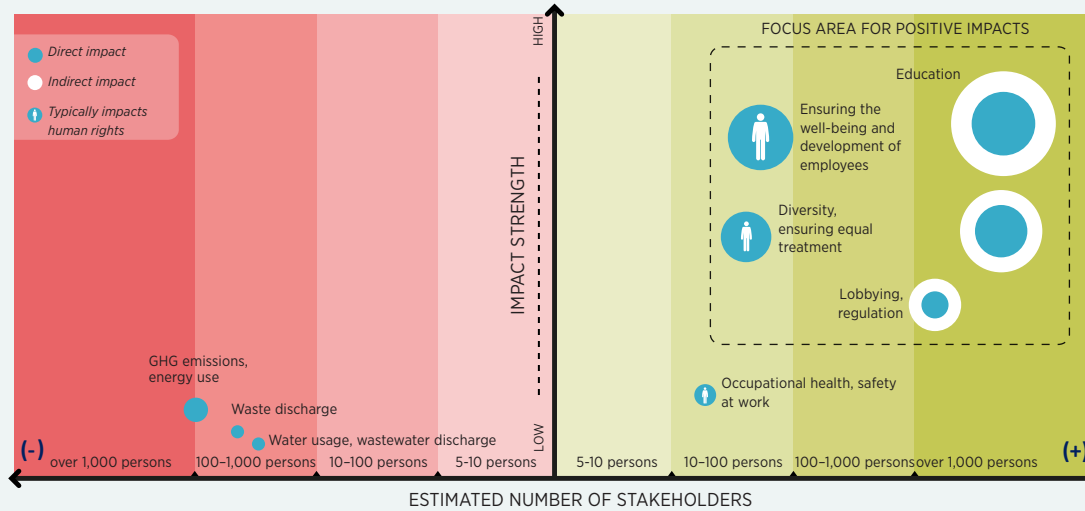 HIGH
FOCUS AREA FOR POSITIVE IMPACTS
Direct impact
Indirect impact
Typically impacts
human rights
Education
Ensuring the
well-being and
development of
employees
IMPACT STRENGTH
Diversity,
ensuring equal
treatment
Lobbying,
regulation
GHG emissions,
energy use
Occupational health, safety
at work
Waste discharge
Water usage, wastewater discharge
LOW
(-)
(+)
over 1,000 persons
100–1,000 persons
10–100 persons
5-10 persons
5-10 persons
10–100 persons
100–1,000 persons
over 1,000 persons
ESTIMATED NUMBER OF STAKEHOLDERS